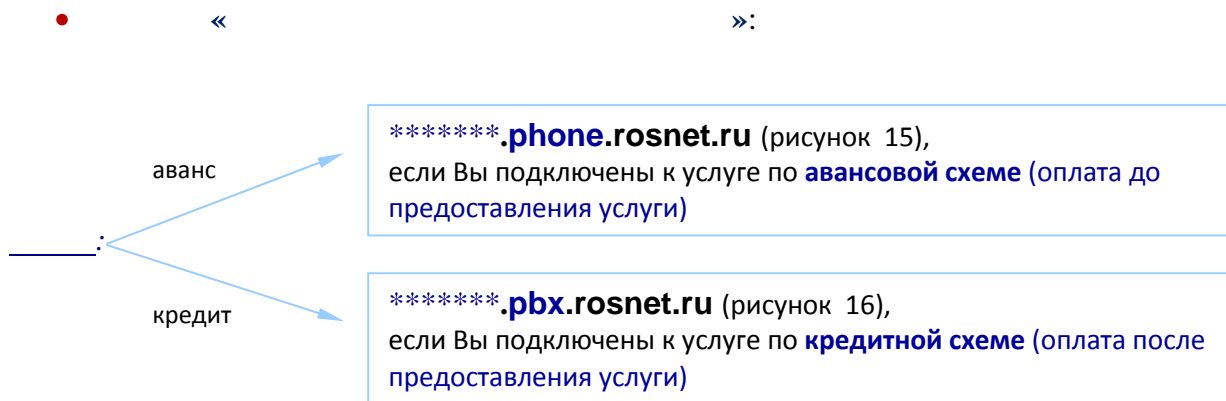 • « »:
*******.phone.rosnet.ru (рисунок 15),
аванс
если Вы подключены к услуге по авансовой схеме (оплата до
предоставления услуги)
______:
*******.pbx.rosnet.ru (рисунок 16),
кредит
если Вы подключены к услуге по кредитной схеме (оплата после
предоставления услуги)